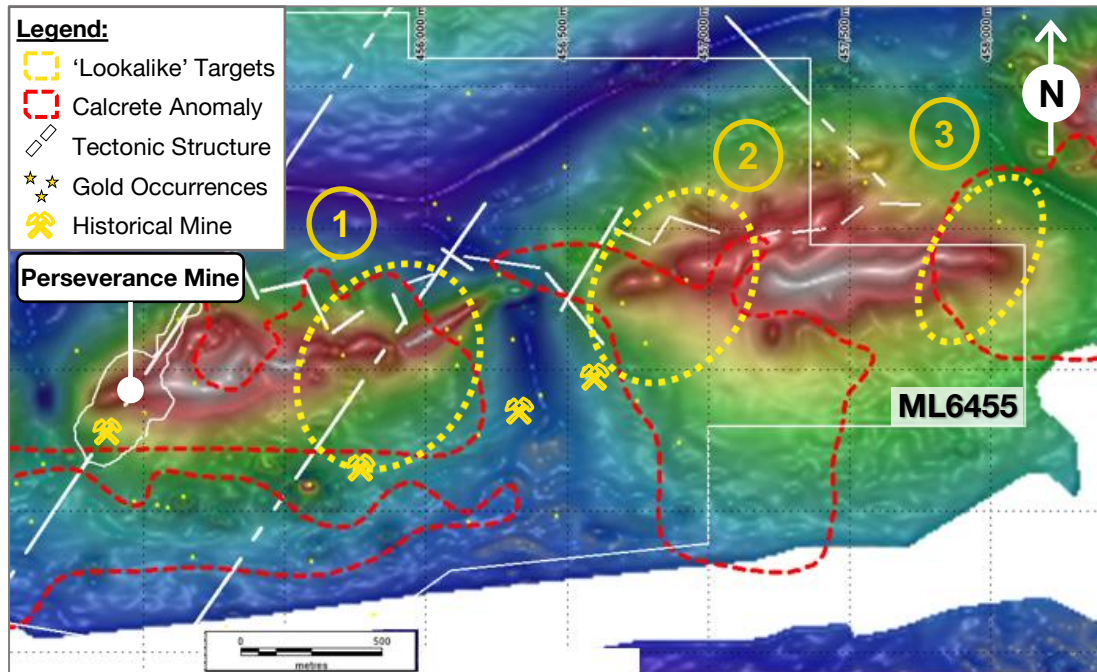 Legend:
‘Lookalike’ Targets
Calcrete Anomaly
Tectonic Structure
Gold Occurrences
Historical Mine
456,000 m
456,500
457,000
457,500
458,000 m
N
1
2
3
Perseverance Mine
ML6455
0 500
metres